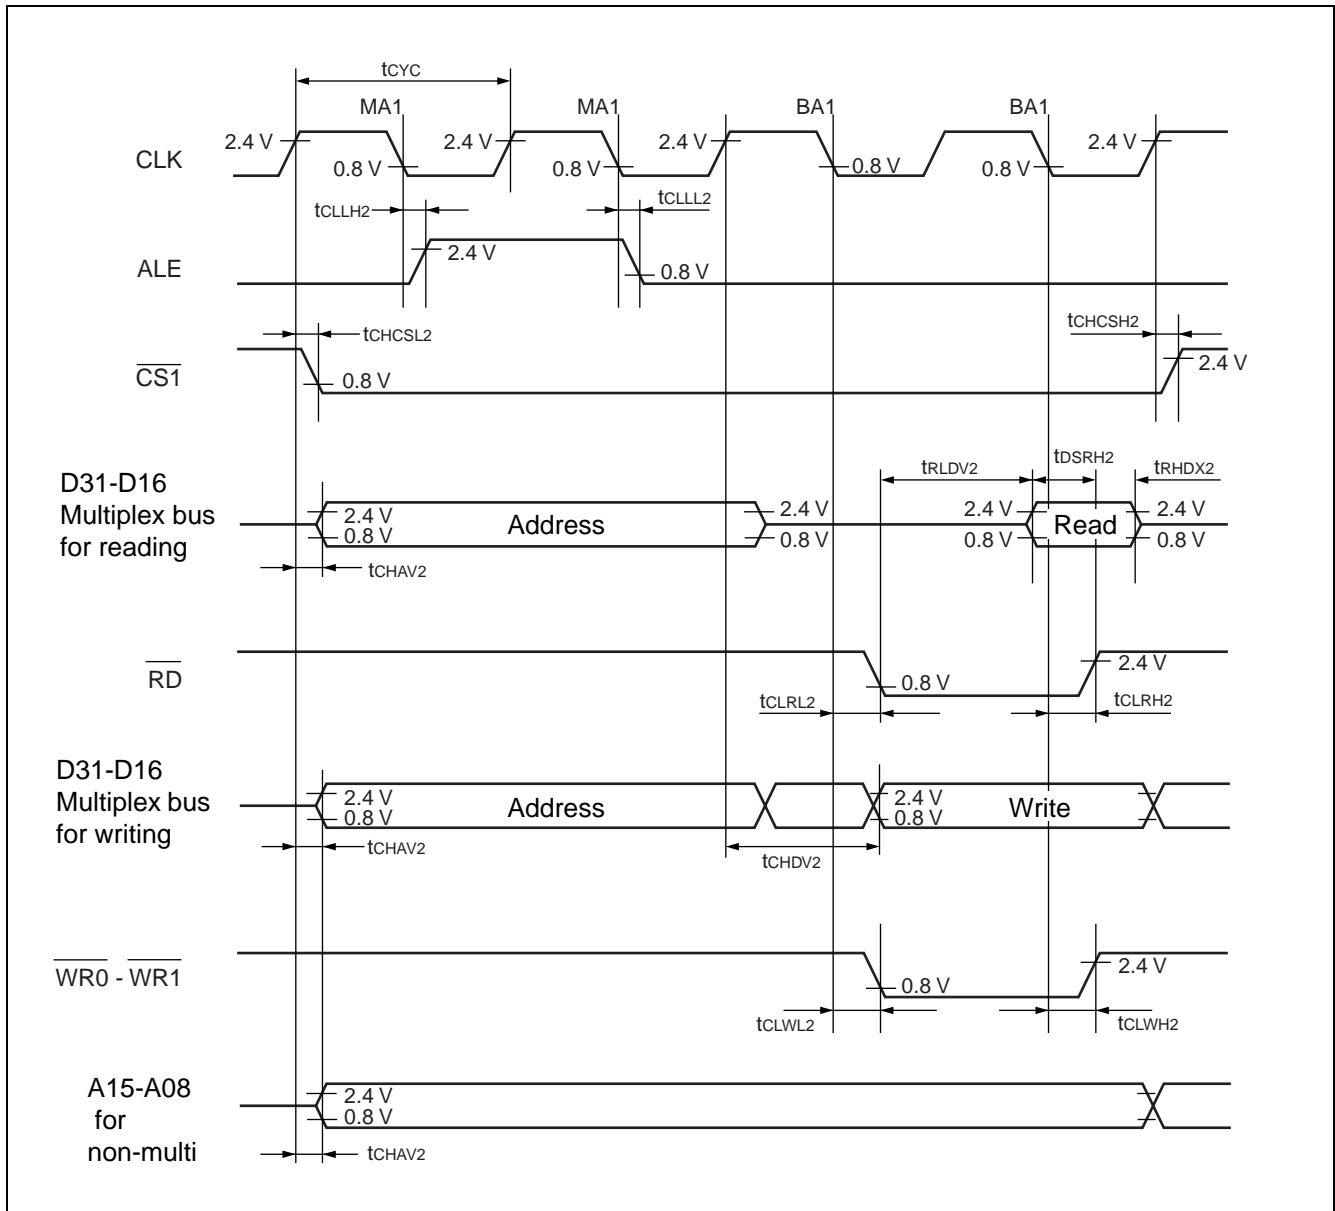 tCYC
MA1 MA1 BA1 BA1
2.4 V 2.4 V 2.4 V 2.4 V
CLK
0.8 V 0.8 V 0.8 V 0.8 V
tCLLH2 tCLLL2
ALE
2.4 V
0.8 V
tCHCSL2 tCHCSH2
CS1
0.8 V
2.4 V
D31-D16
Multiplex bus
for reading
tRLDV2 tDSRH2 tRHDX2
2.4 V 2.4 V 2.4 V 2.4 V
Address Read
0.8 V 0.8 V 0.8 V 0.8 V
tCHAV2
RD
2.4 V
0.8 V
tCLRL2 tCLRH2
D31-D16
Multiplex bus
for writing
2.4 V 2.4 V
Address Write
0.8 V 0.8 V
tCHAV2 tCHDV2
WR0 - WR1
2.4 V
0.8 V
tCLWL2 tCLWH2
A15-A08
for
non-multi
2.4 V
0.8 V
tCHAV2